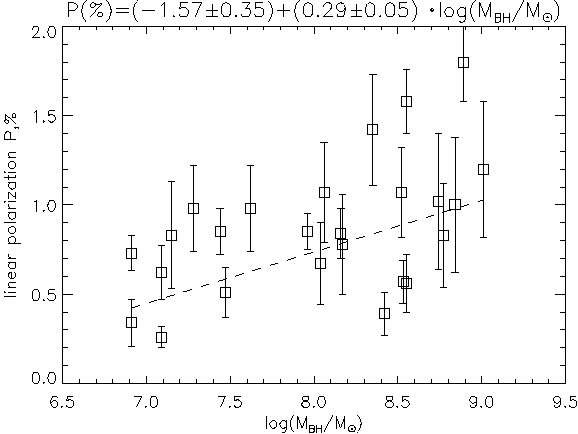 P(%)=(−1.57±0.35)+(0.29±0.05) •log(M_BH/M_⊙)
2.0
1.5
1.0
0.5
0.0
linear polarization P,%
6.5 7.0 7.5 8.0 8.5 9.0 9.5
log(M_BH/M_⊙)